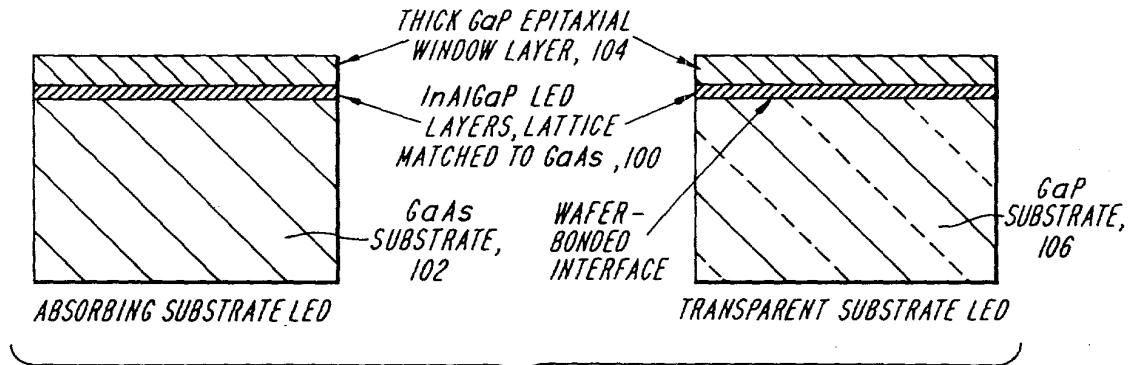 THICK GaP EPITAXIAL
WINDOW LAYER, 104
InAlGaP LED
LAYERS, LATTICE
MATCHED TO GaAs, 100
GaAs
SUBSTRATE,
102
WAFER-
BONDED
INTERFACE
GaP
SUBSTRATE,
106
ABSORBING SUBSTRATE LED
TRANSPARENT SUBSTRATE LED